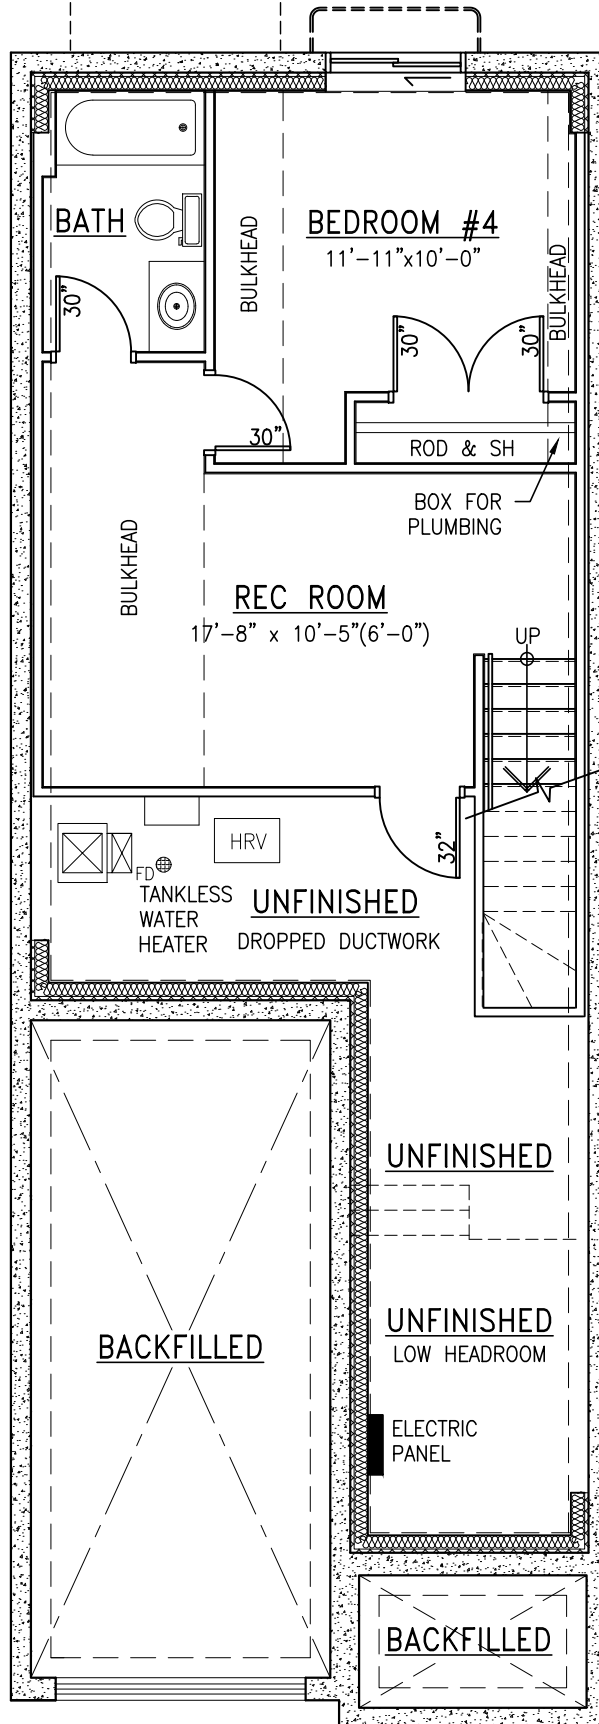 BATH
BEDROOM #4
11'-11"x10'-0"
BULKHEAD
BULKHEAD
30"
30"
30"
30"
ROD & SH
BOX FOR
PLUMBING
BULKHEAD
REC ROOM
17'-8" x 10'-5"(6'-0")
UP
32"
HRV
FD
TANKLESS
WATER
HEATER
UNFINISHED
DROPPED DUCTWORK
UNFINISHED
UNFINISHED
LOW HEADROOM
BACKFILLED
ELECTRIC
PANEL
BACKFILLED